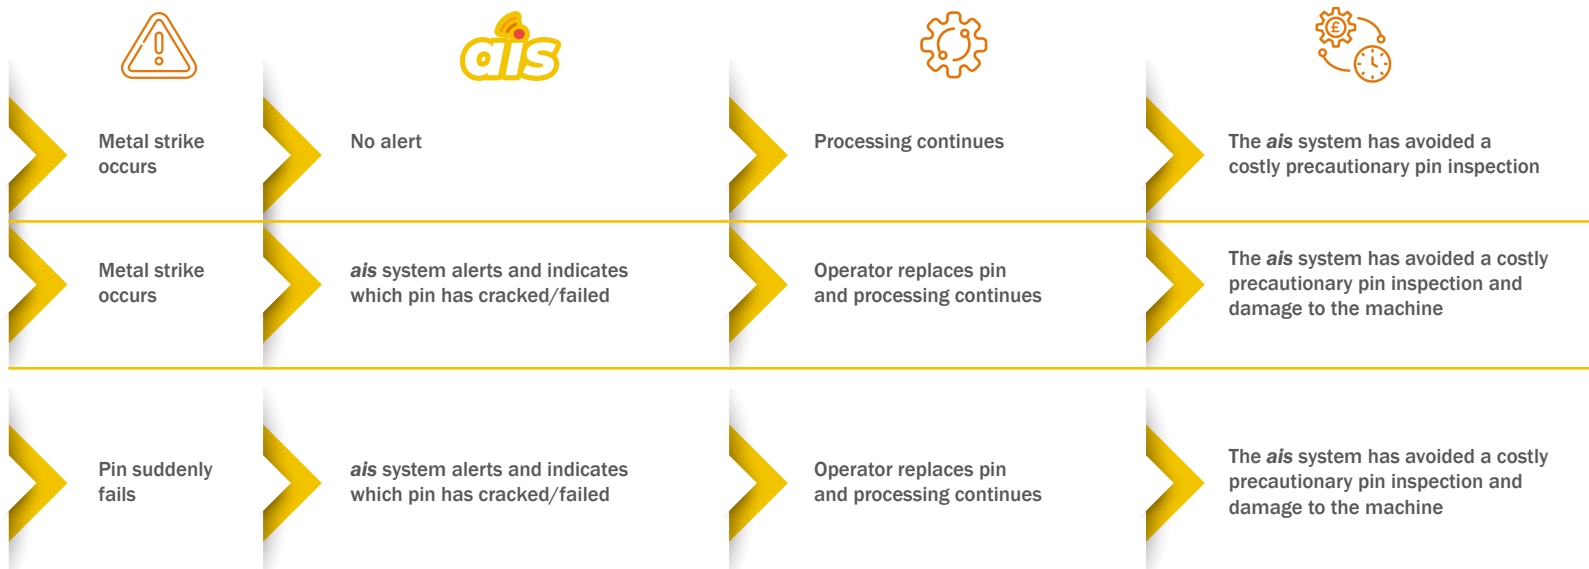 ais
£
Metal strike
occurs
No alert
Processing continues
The ais system has avoided a
costly precautionary pin inspection
Metal strike
occurs
ais system alerts and indicates
which pin has cracked/failed
Operator replaces pin
and processing continues
The ais system has avoided a costly
precautionary pin inspection and
damage to the machine
Pin suddenly
fails
ais system alerts and indicates
which pin has cracked/failed
Operator replaces pin
and processing continues
The ais system has avoided a costly
precautionary pin inspection and
damage to the machine